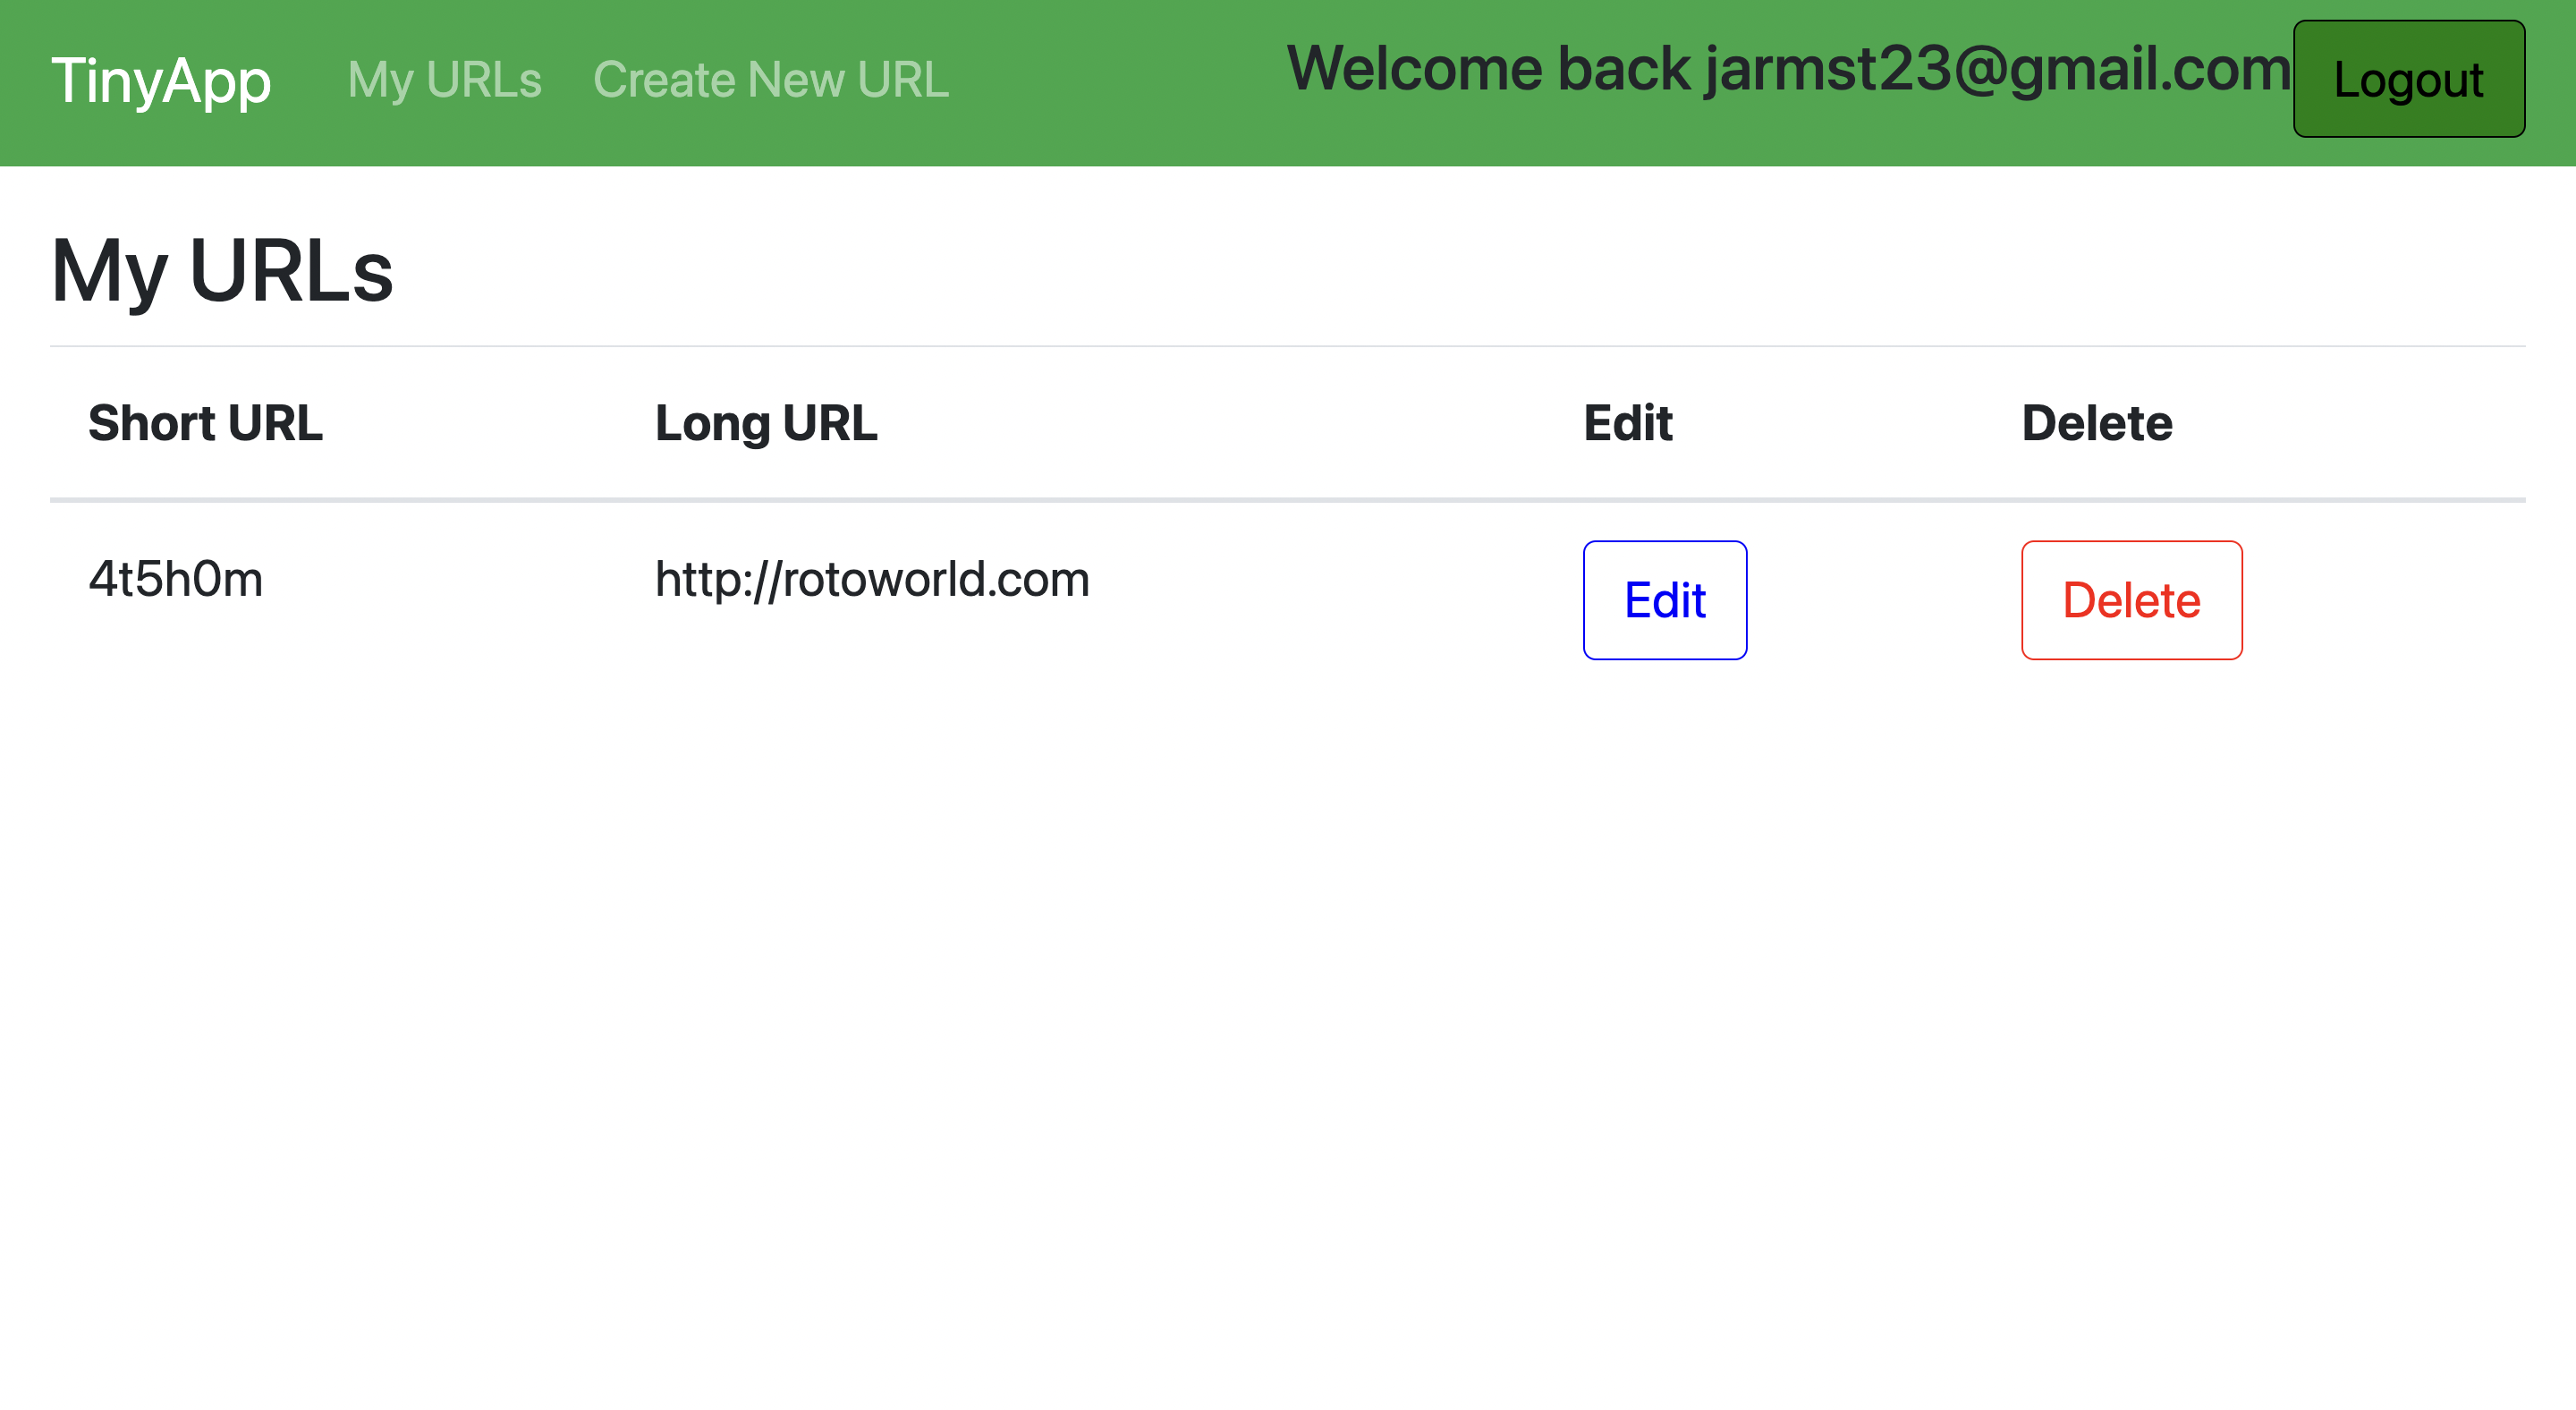 TinyApp My URLs Create New URL Welcome back jarmst23@gmail.com Logout
My URLs
Short URL Long URL Edit Delete
4t5h0m http://rotoworld.com Edit Delete